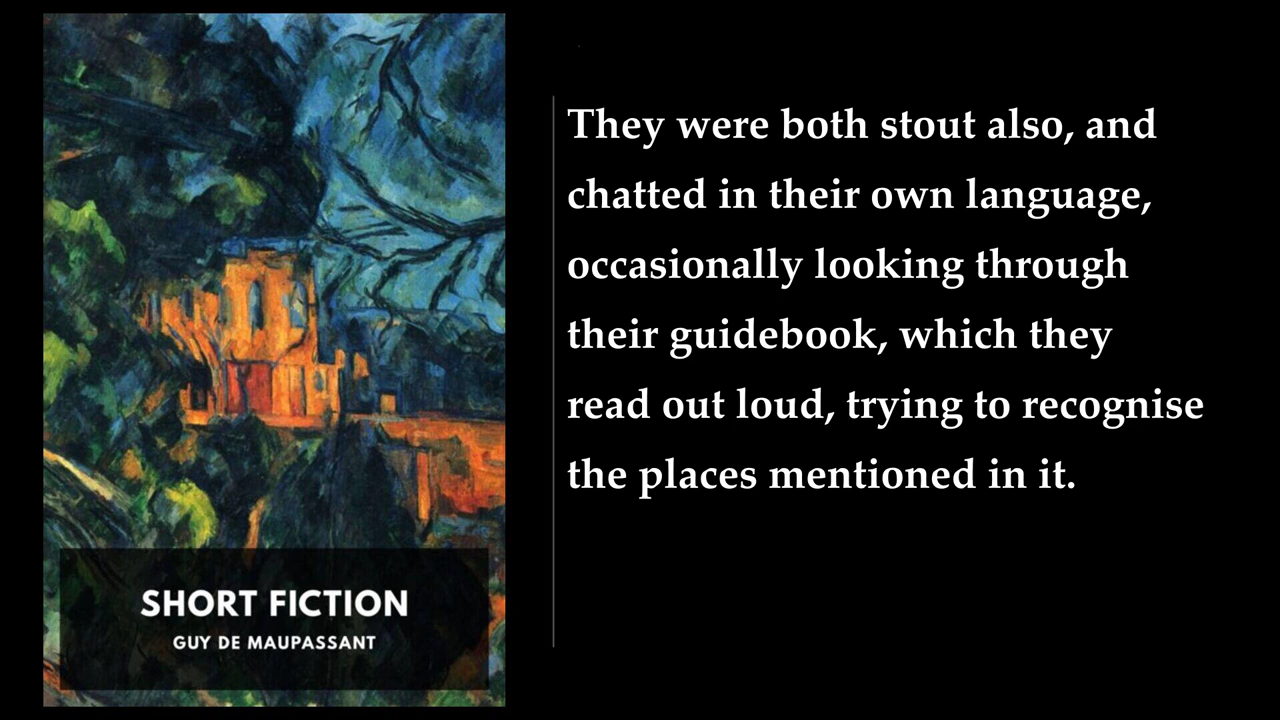 They were both stout also, and
chatted in their own language,
occasionally looking through
their guidebook, which they
read out loud, trying to recognise
the places mentioned in it.
SHORT FICTION
GUY DE MAUPASSANT